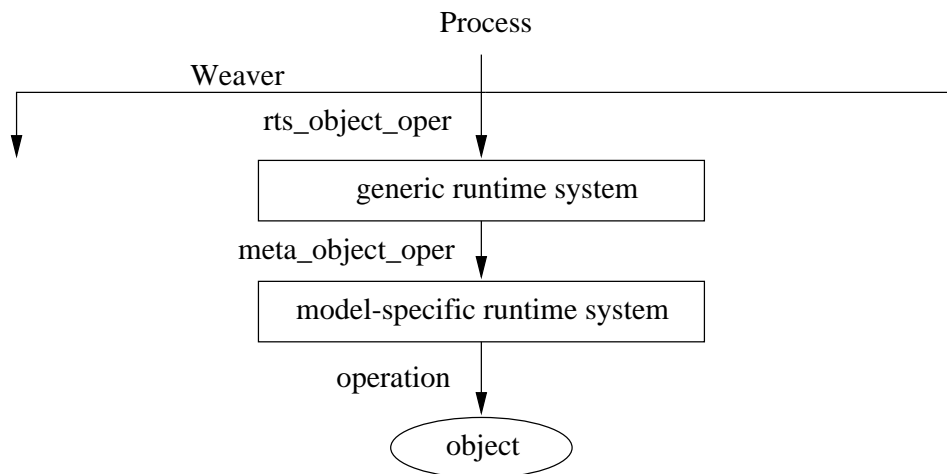 Process
Weaver
rts_object_oper
generic runtime system
meta_object_oper
model-specific runtime system
operation
object